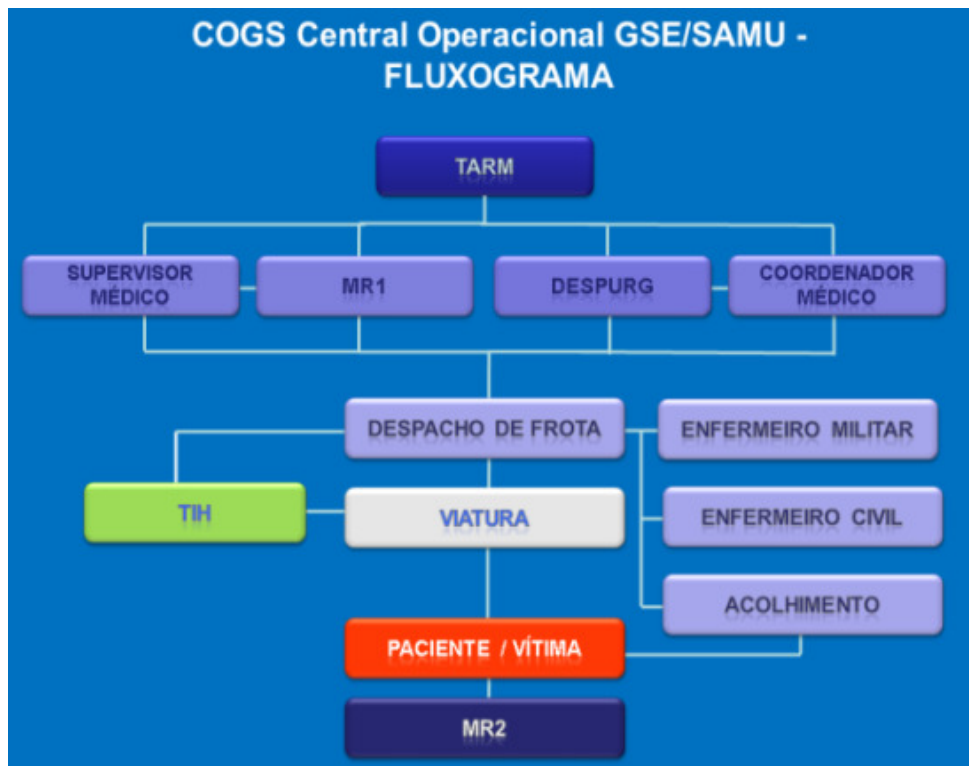 COGS Central Operacional GSE/SAMU -
FLUXOGRAMA
TARM
SUPERVISOR
MÉDICO
MR1
DESPURG
COORDENADOR
MÉDICO
DESPACHO DE FROTA
ENFERMEIRO MILITAR
TIH
VIATURA
ENFERMEIRO CIVIL
ACOLHIMENTO
PACIENTE / VÍTIMA
MR2